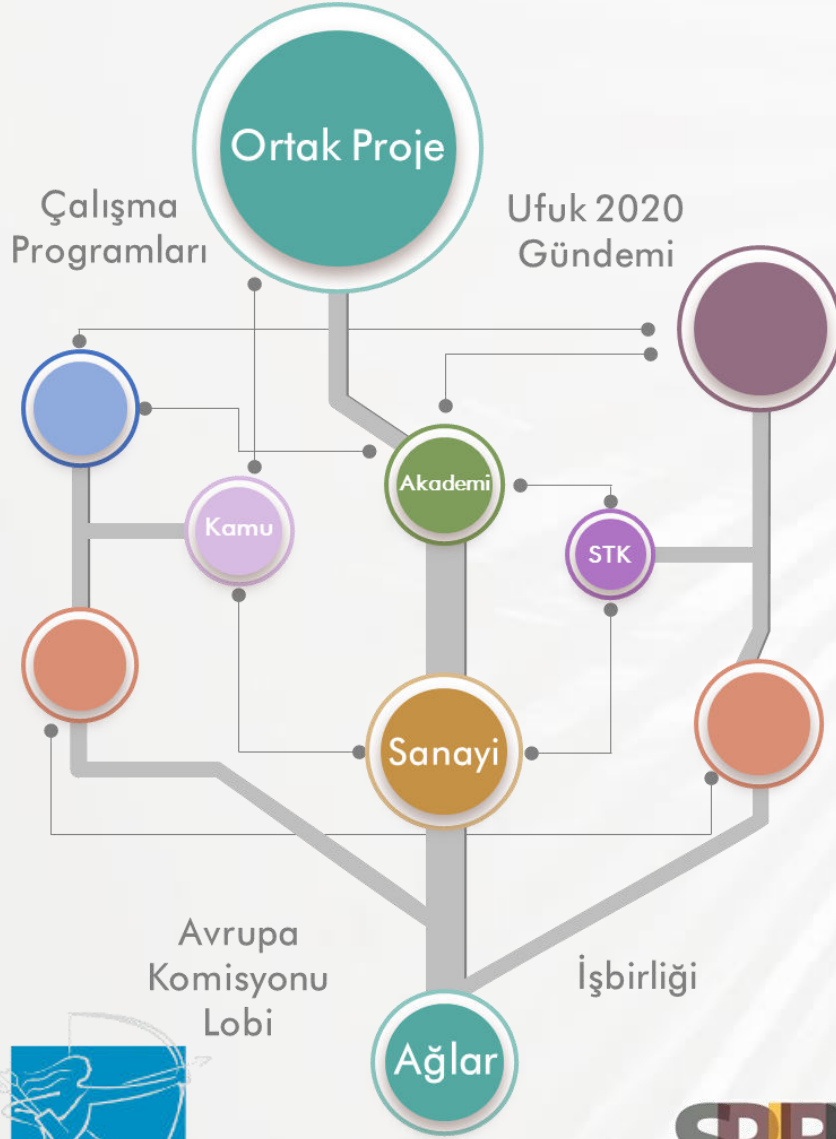 Ortak Proje
Çalışma
Programları
Ufuk 2020
Gündemi
Akademi
Kamu
STK
Sanayi
Avrupa
Komisyonu
Lobi
İşbirliği
Ağlar